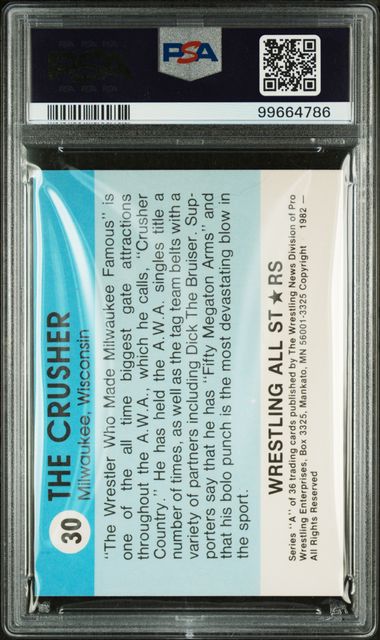 PSA
99664786
30 THE CRUSHER
Milwaukee, Wisconsin
"The Wrestler Who Made Milwaukee Famous" is
one of the all time biggest gate attractions
throughout the A.W.A., which he calls, "Crusher
Country." He has held the A.W.A. singles title a
number of times, as well as the tag team belts with a
variety of partners including Dick The Bruiser. Sup-
porters say that he has "Fifty Megaton Arms" and
that his bolo punch is the most devastating blow in
the sport.
WRESTLING ALL ST★RS
Series "A" of 36 trading cards published by The Wrestling News Division of Pro
Wrestling Enterprises, Box 3325, Mankato, MN 56001-3325 Copyright 1982 —
All Rights Reserved